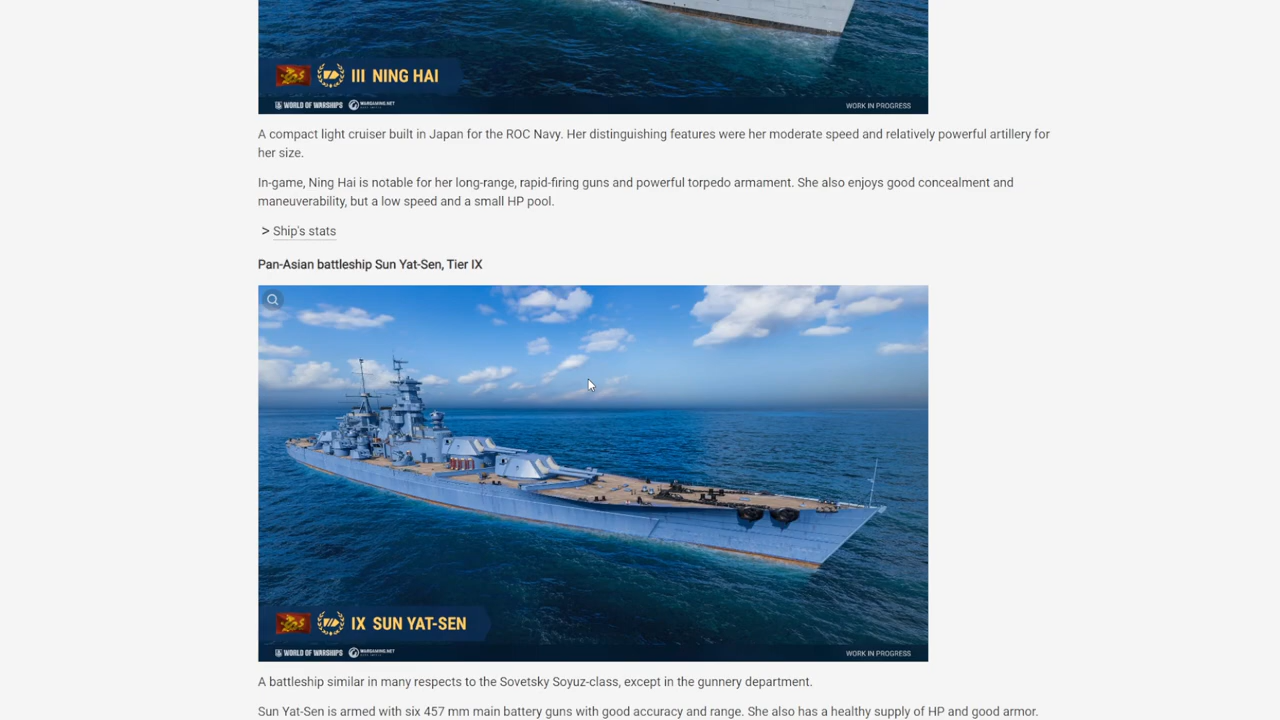 III NING HAI
WORLD OF WARSHIPS WARGAMING.NET WORK IN PROGRESS
A compact light cruiser built in Japan for the ROC Navy. Her distinguishing features were her moderate speed and relatively powerful artillery for
her size.
In-game, Ning Hai is notable for her long-range, rapid-firing guns and powerful torpedo armament. She also enjoys good concealment and
maneuverability, but a low speed and a small HP pool.
> Ship's stats
Pan-Asian battleship Sun Yat-Sen, Tier IX
IX SUN YAT-SEN
WORLD OF WARSHIPS WARGAMING.NET WORK IN PROGRESS
A battleship similar in many respects to the Sovetsky Soyuz-class, except in the gunnery department.
Sun Yat-Sen is armed with six 457 mm main battery guns with good accuracy and range. She also has a healthy supply of HP and good armor.